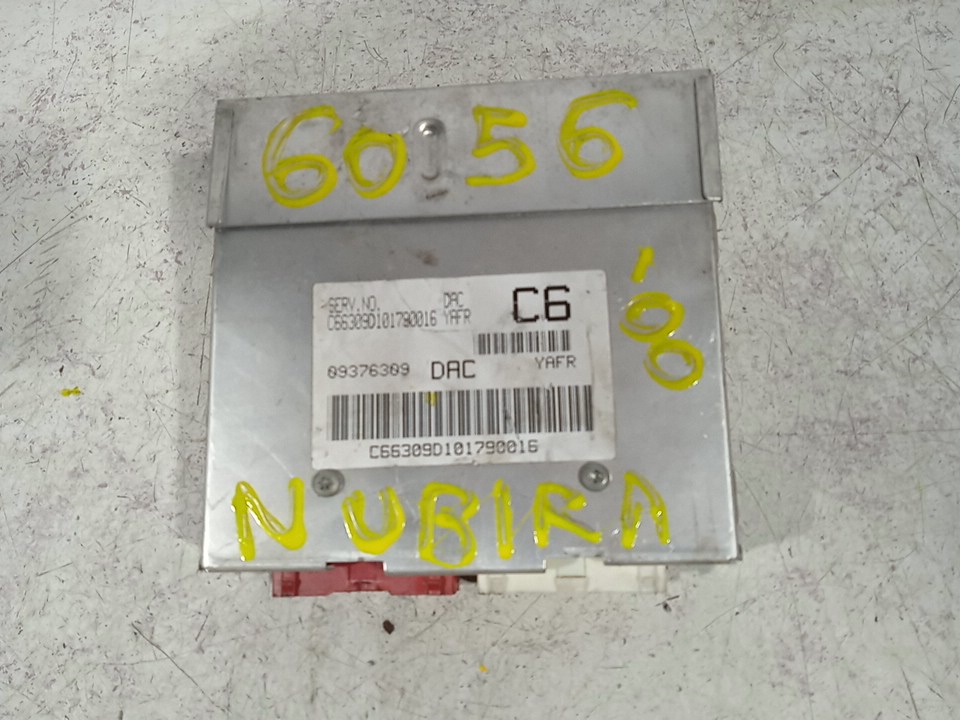 6056
'00
>SERV.NO. DAC C6
C66309D101790016 YAFR
09376309 DAC YAFR
C66309D101790016
NUBIRA